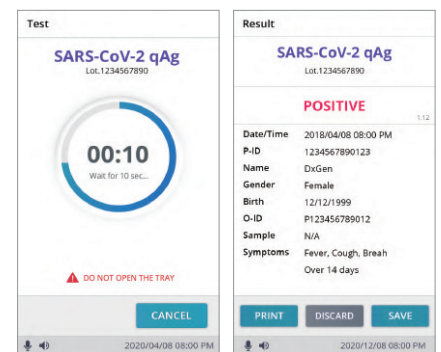 Test
SARS-CoV-2 qAg
Lot.1234567890
00:10
Wait for 10 sec...
DO NOT OPEN THE TRAY
CANCEL
2020/04/08 08:00 PM
Result
SARS-CoV-2 qAg
Lot.1234567890
POSITIVE
1.12
Date/Time 2018/04/08 08:00 PM
P-ID 1234567890123
Name DxGen
Gender Female
Birth 12/12/1999
O-ID P123456789012
Sample N/A
Symptoms Fever, Cough, Breah
Over 14 days
PRINT DISCARD SAVE
2020/12/08 08:00 PM